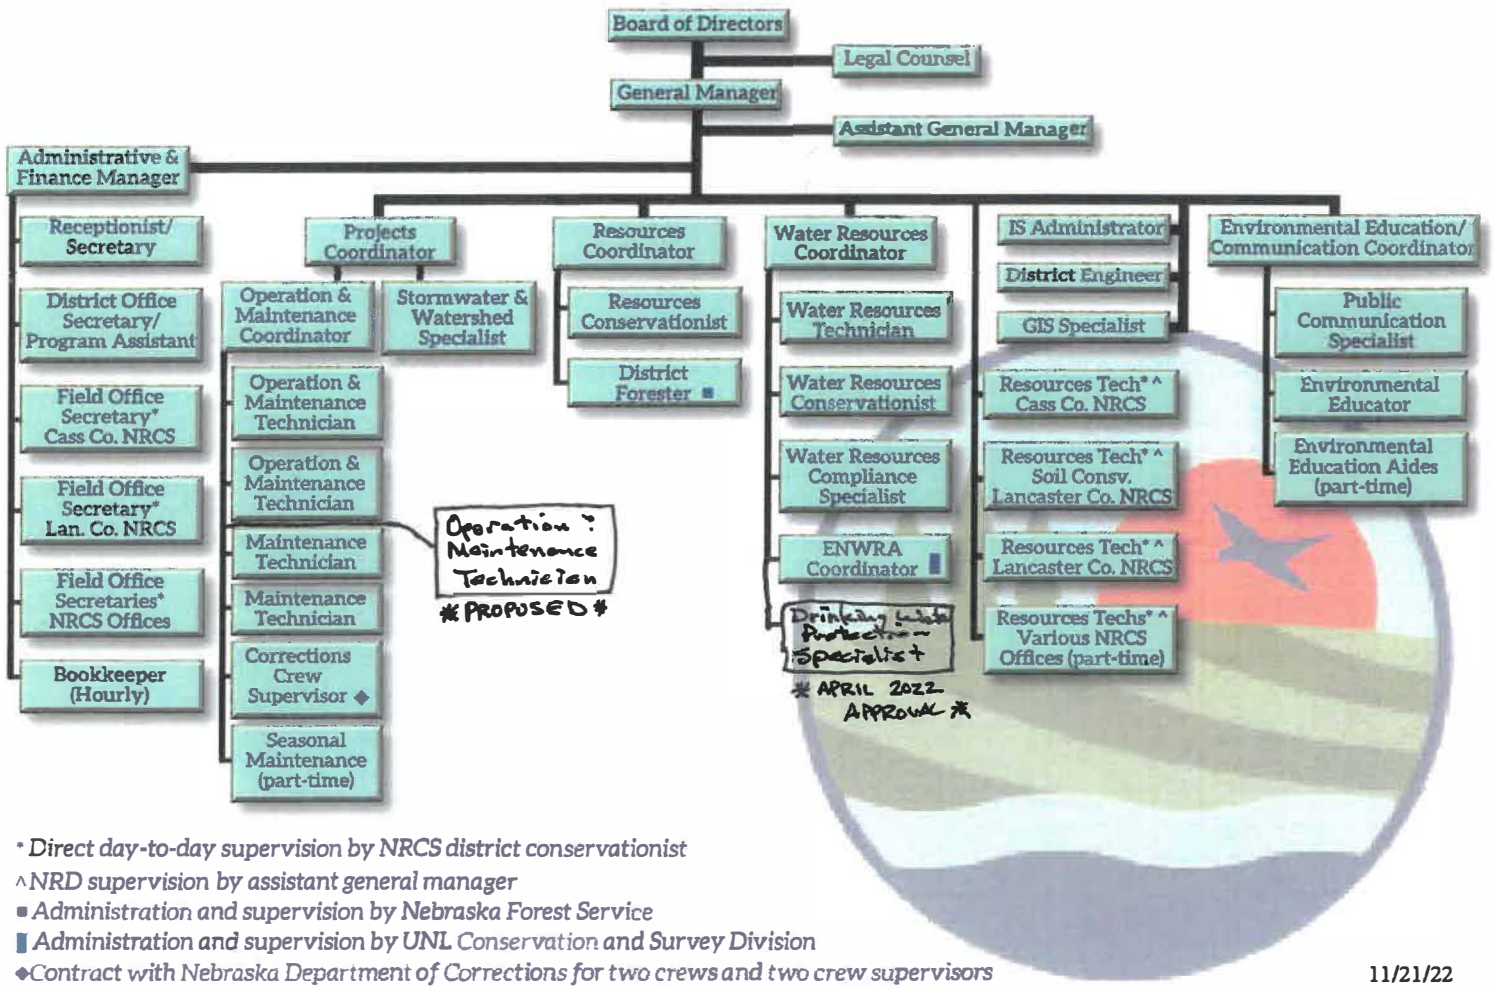 Board of Directors
Legal Counsel
General Manager
Assistant General Manager
Administrative &
Finance Manager
Receptionist/
Secretary
District Office
Secretary/
Program Assistant
Field Office
Secretary*
Cass Co. NRCS
Field Office
Secretary*
Lan. Co. NRCS
Field Office
Secretaries*
NRCS Offices
Bookkeeper
(Hourly)
Projects
Coordinator
Operation &
Maintenance
Coordinator
Stormwater &
Watershed
Specialist
Operation &
Maintenance
Technician
Operation &
Maintenance
Technician
Operation :
Maintenance
Technician
* PROPOSED *
Maintenance
Technician
Maintenance
Technician
Corrections
Crew
Supervisor ◆
Seasonal
Maintenance
(part-time)
Resources
Coordinator
Resources
Conservationist
District
Forester ■
Water Resources
Coordinator
Water Resources
Technician
Water Resources
Conservationist
Water Resources
Compliance
Specialist
ENWRA
Coordinator ▮
Drinking
Protection
Specialist
* APRIL 2022
APPROVAL *
IS Administrator
District Engineer
GIS Specialist
Resources Tech* ^
Cass Co. NRCS
Resources Tech* ^
Soil Consv.
Lancaster Co. NRCS
Resources Tech* ^
Lancaster Co. NRCS
Resources Techs* ^
Various NRCS
Offices (part-time)
Environmental Education/
Communication Coordinator
Public
Communication
Specialist
Environmental
Educator
Environmental
Education Aides
(part-time)
* Direct day-to-day supervision by NRCS district conservationist
^NRD supervision by assistant general manager
■ Administration and supervision by Nebraska Forest Service
▮ Administration and supervision by UNL Conservation and Survey Division
◆Contract with Nebraska Department of Corrections for two crews and two crew supervisors
11/21/22